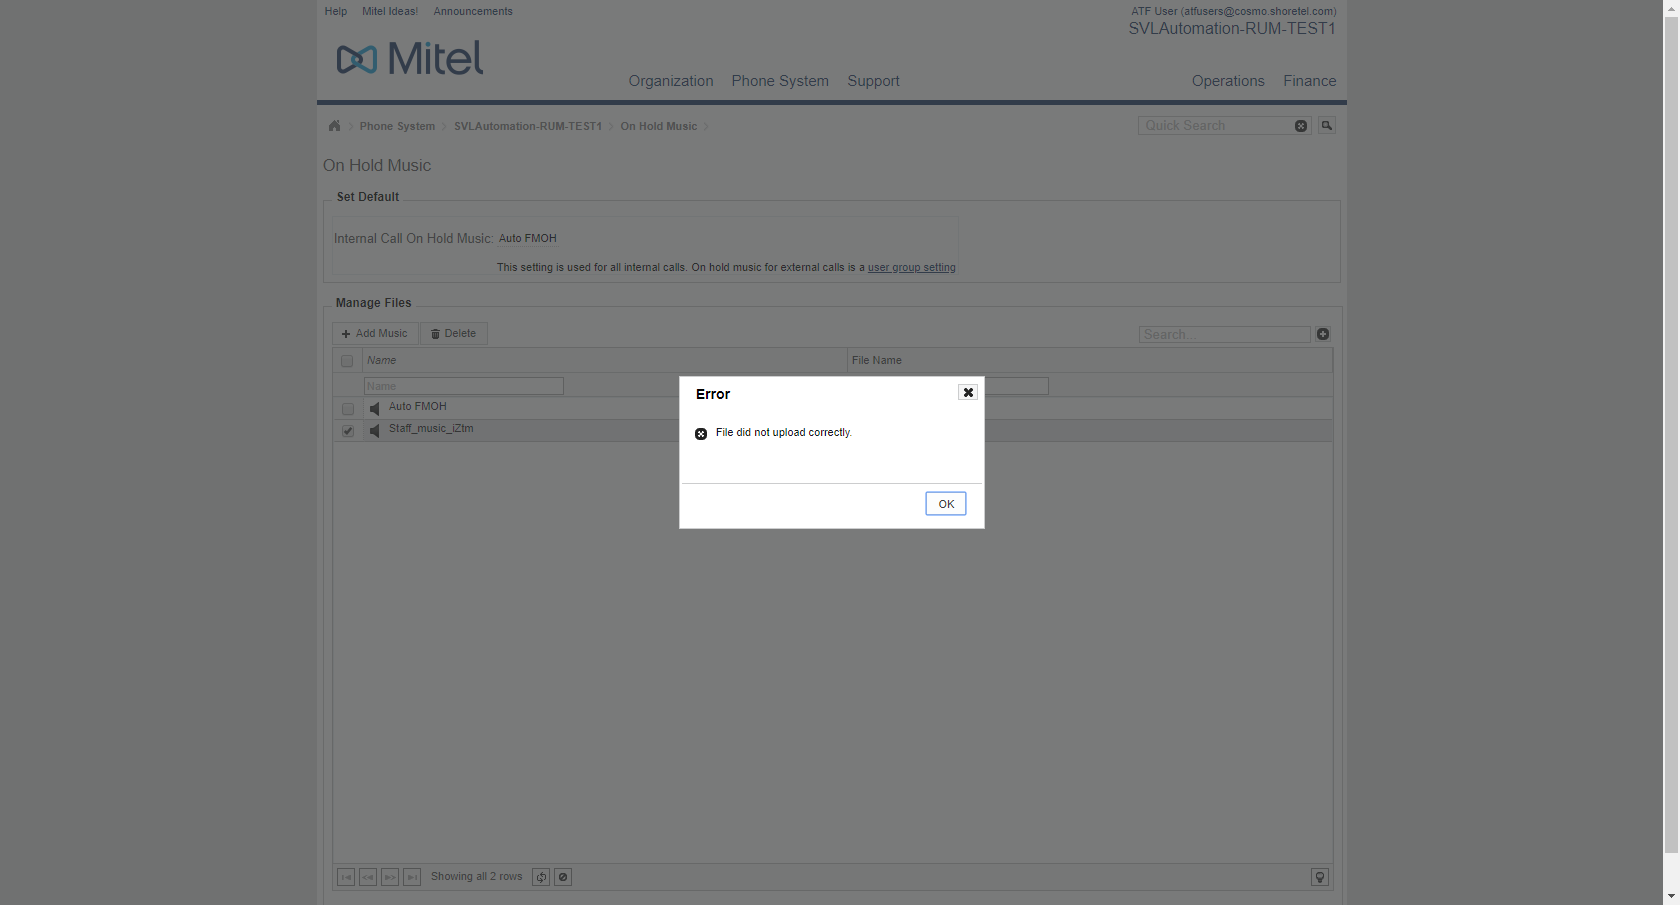 Help Mitel Ideas! Announcements
ATF User (atfusers@cosmo.shoretel.com)
SVLAutomation-RUM-TEST1
Mitel
Organization Phone System Support
Operations Finance
Phone System SVLAutomation-RUM-TEST1 On Hold Music
Quick Search
On Hold Music
Set Default
Internal Call On Hold Music: Auto FMOH
This setting is used for all internal calls. On hold music for external calls is a user group setting
Manage Files
Add Music Delete
Search...
Name File Name
Name
Auto FMOH
Staff_music_iZtm
Error
File did not upload correctly.
OK
Showing all 2 rows